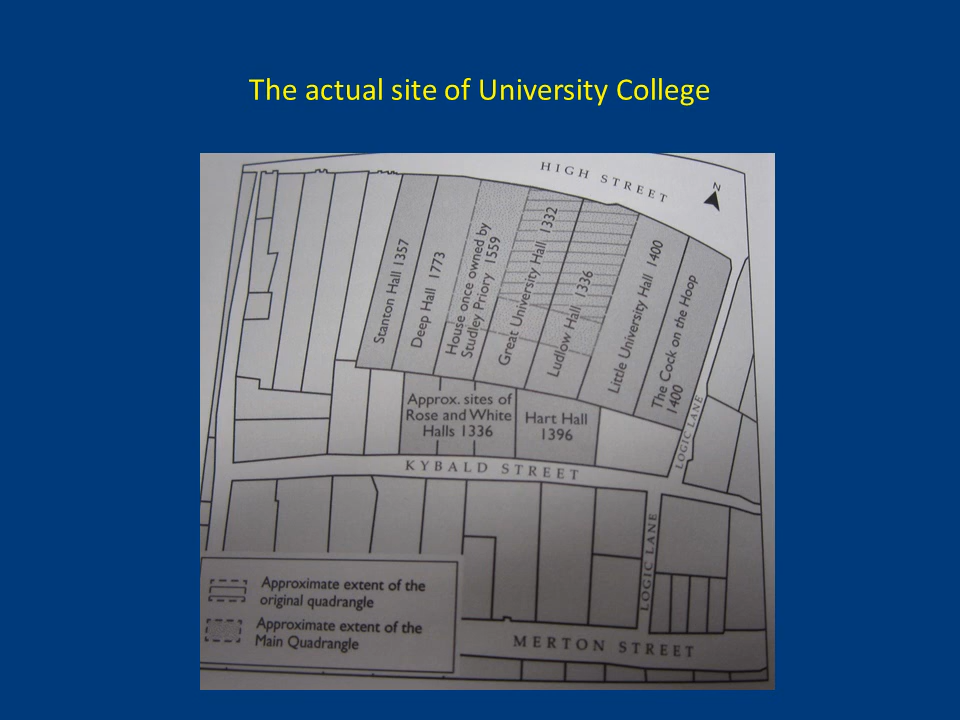 The actual site of University College
HIGH STREET
N
Stanton Hall 1357
Deep Hall 1773
House once owned by
Studley Priory 1559
Great University Hall 1332
Ludlow Hall 1336
Little University Hall 1400
The Cock on the Hoop
1400
Approx. sites of
Rose and White
Halls 1336
Hart Hall
1396
LOGIC LANE
KYBALD STREET
LOGIC LANE
Approximate extent of the
original quadrangle
Approximate extent of the
Main Quadrangle
MERTON STREET